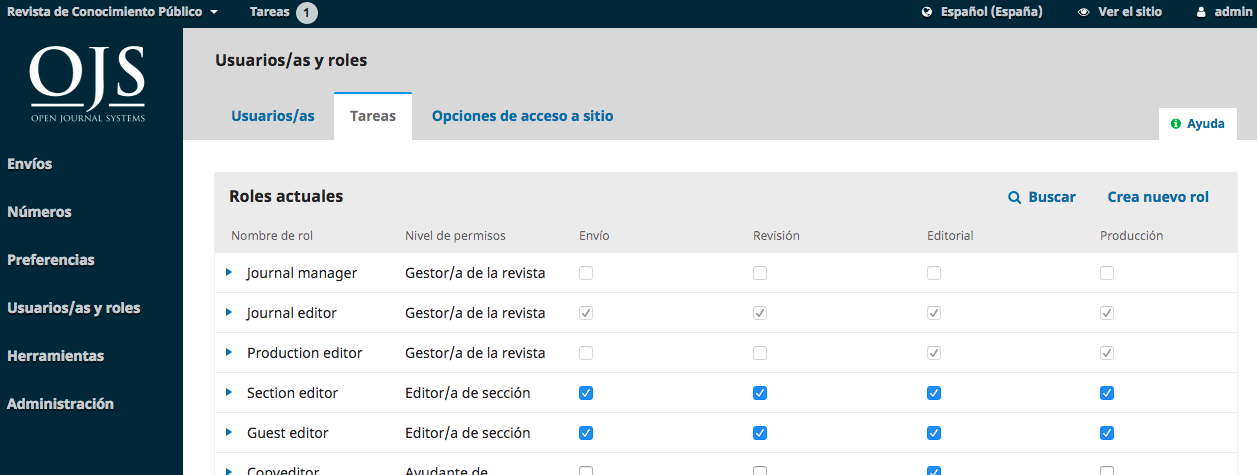 Revista de Conocimiento Público Tareas 1 Español (España) Ver el sitio admin
OJS
OPEN JOURNAL SYSTEMS
Usuarios/as y roles
Usuarios/as Tareas Opciones de acceso a sitio
Ayuda
Envíos
Números
Preferencias
Usuarios/as y roles
Herramientas
Administración
Roles actuales Buscar Crea nuevo rol
Nombre de rol Nivel de permisos Envío Revisión Editorial Producción
Journal manager Gestor/a de la revista
Journal editor Gestor/a de la revista
Production editor Gestor/a de la revista
Section editor Editor/a de sección
Guest editor Editor/a de sección
Copyeditor Ayudante de